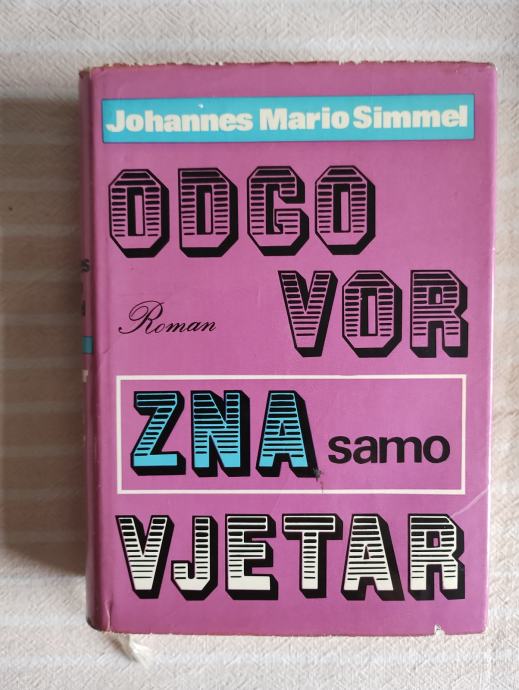 Johannes Mario Simmel
ODGO
VOR
Roman
ZNA samo
VJETAR